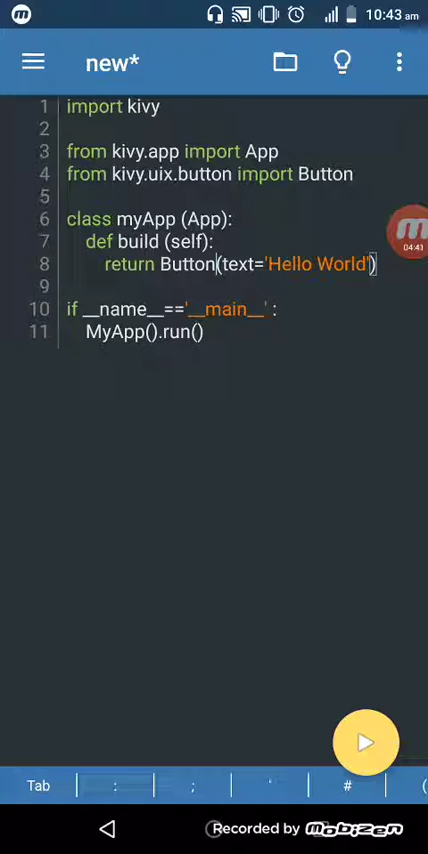 10:43 am
new*
1 import kivy
2
3 from kivy.app import App
4 from kivy.uix.button import Button
5
6 class myApp (App):
7 def build (self):
8 return Button(text='Hello World')
9
10 if __name__=='__main__' :
11 MyApp().run()
04:41
Tab : ; ' # (
Recorded by MOBIZEN